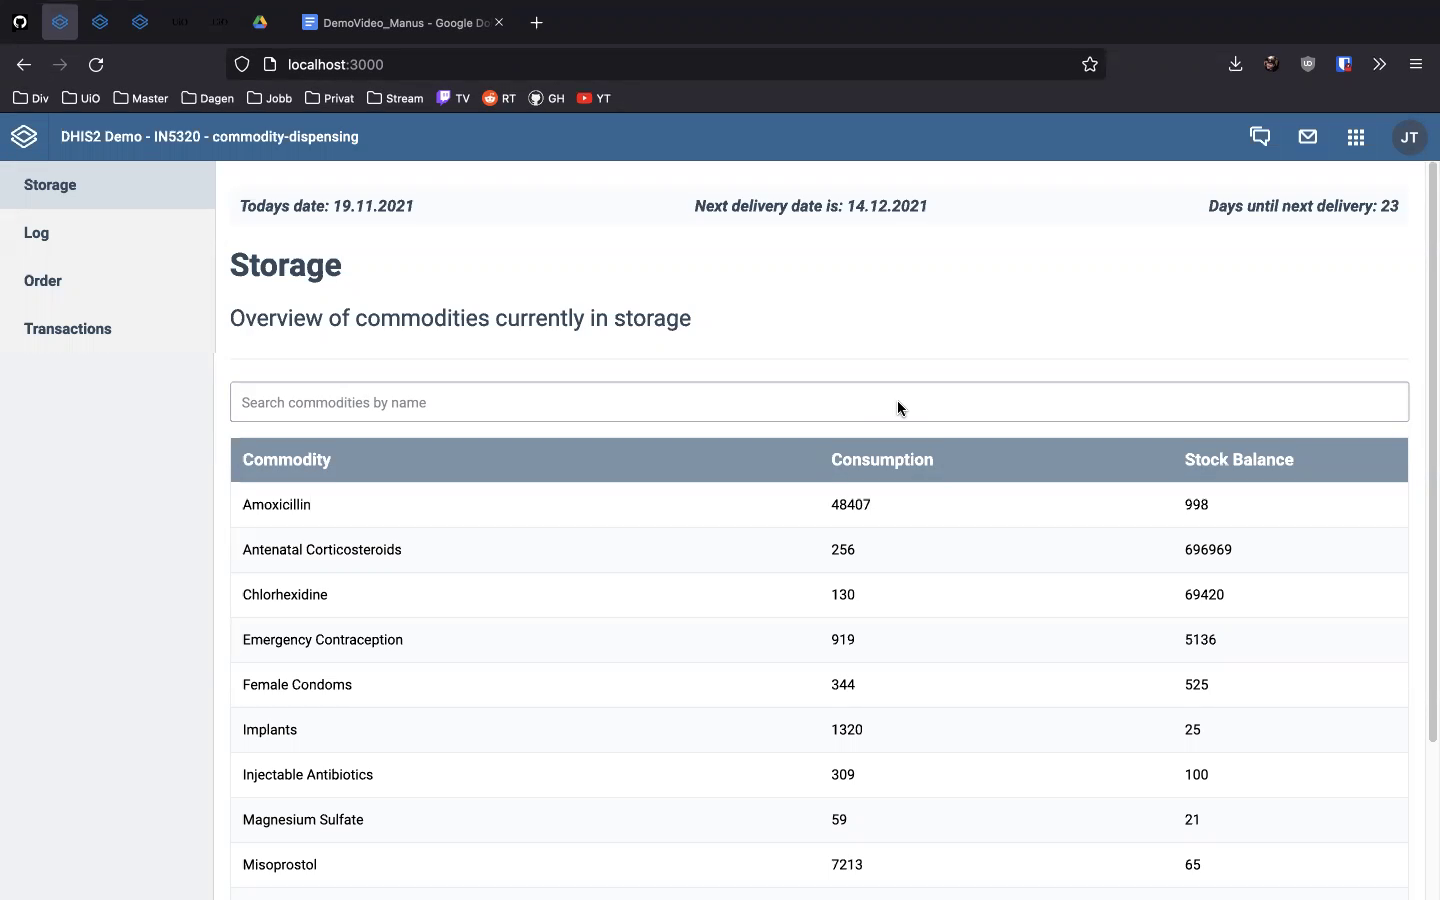 DemoVideo_Manus - Google Do
localhost:3000
Div UiO Master Dagen Jobb Privat Stream TV RT GH YT
DHIS2 Demo - IN5320 - commodity-dispensing
JT
Storage
Log
Order
Transactions
Todays date: 19.11.2021 Next delivery date is: 14.12.2021 Days until next delivery: 23
Storage
Overview of commodities currently in storage
Search commodities by name
Commodity Consumption Stock Balance
Amoxicillin 48407 998
Antenatal Corticosteroids 256 696969
Chlorhexidine 130 69420
Emergency Contraception 919 5136
Female Condoms 344 525
Implants 1320 25
Injectable Antibiotics 309 100
Magnesium Sulfate 59 21
Misoprostol 7213 65